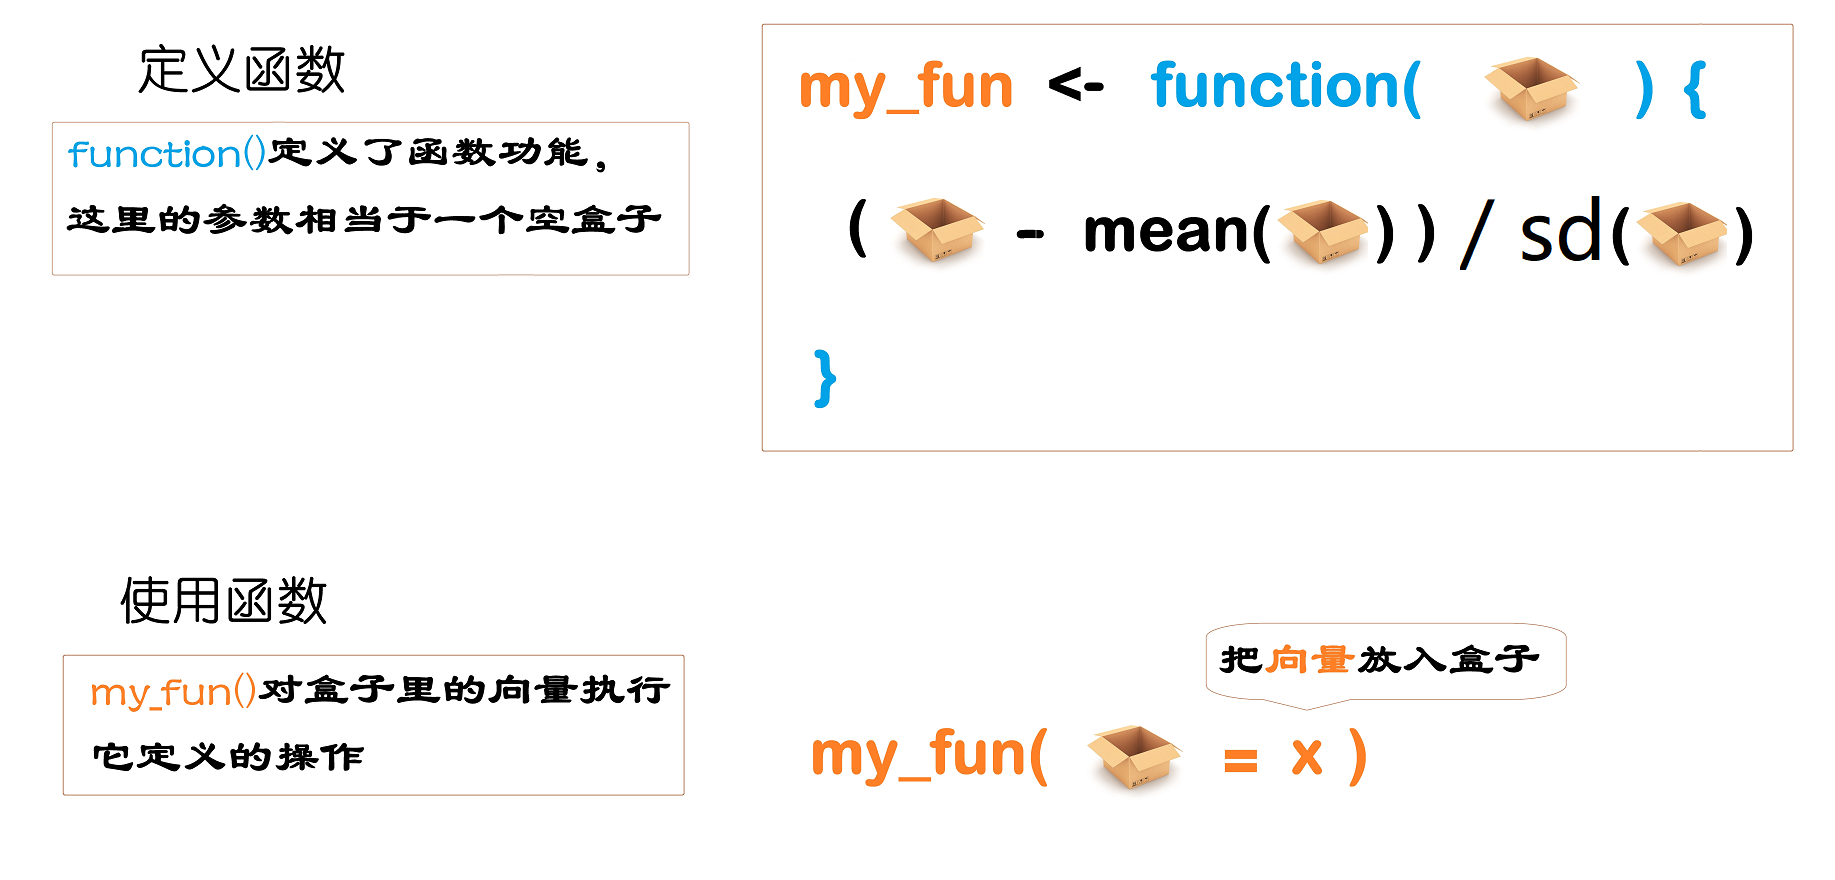 定义函数
function()定义了函数功能，
这里的参数相当于一个空盒子
my_fun <- function( ) {
( - mean( ) ) / sd( )
}
使用函数
my_fun()对盒子里的向量执行
它定义的操作
把向量放入盒子
my_fun( = x )